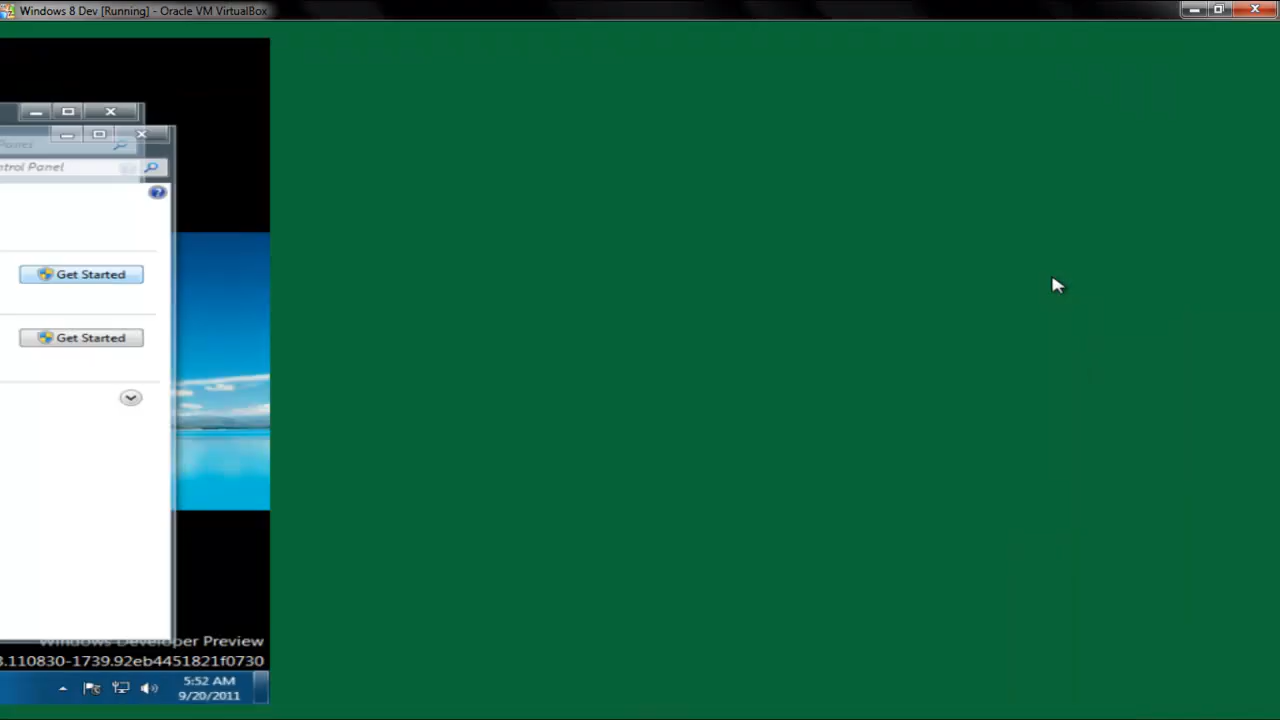 Windows 8 Dev [Running] - Oracle VM VirtualBox
ntrol Panel
Get Started
Get Started
Windows Developer Preview
.110830-1739.92eb4451821f0730
5:52 AM
9/20/2011